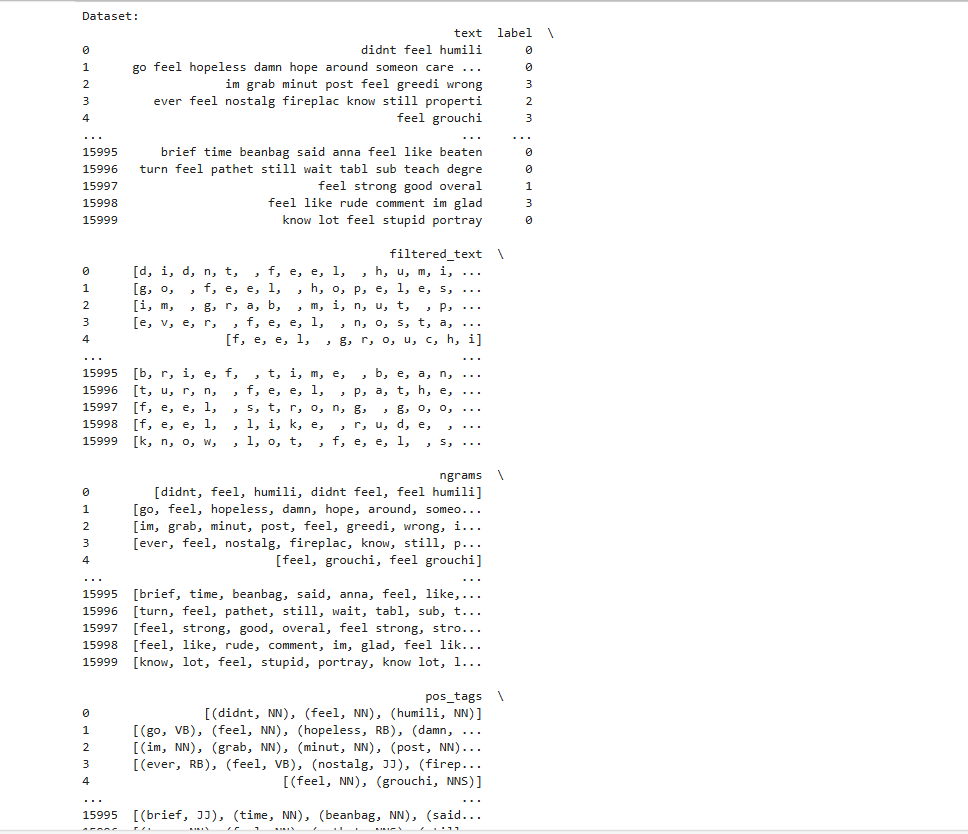 Dataset:
text label \
0 didnt feel humili 0
1 go feel hopeless damn hope around someon care ... 0
2 im grab minut post feel greedi wrong 3
3 ever feel nostalg fireplac know still properti 2
4 feel grouchi 3
... ... ...
15995 brief time beanbag said anna feel like beaten 0
15996 turn feel pathet still wait tabl sub teach degre 0
15997 feel strong good overal 1
15998 feel like rude comment im glad 3
15999 know lot feel stupid portray 0
filtered_text \
0 [d, i, d, n, t, , f, e, e, l, , h, u, m, i, ...
1 [g, o, , f, e, e, l, , h, o, p, e, l, e, s, ...
2 [i, m, , g, r, a, b, , m, i, n, u, t, , p, ...
3 [e, v, e, r, , f, e, e, l, , n, o, s, t, a, ...
4 [f, e, e, l, , g, r, o, u, c, h, i]
... ...
15995 [b, r, i, e, f, , t, i, m, e, , b, e, a, n, ...
15996 [t, u, r, n, , f, e, e, l, , p, a, t, h, e, ...
15997 [f, e, e, l, , s, t, r, o, n, g, , g, o, o, ...
15998 [f, e, e, l, , l, i, k, e, , r, u, d, e, , ...
15999 [k, n, o, w, , l, o, t, , f, e, e, l, , s, ...
ngrams \
0 [didnt, feel, humili, didnt feel, feel humili]
1 [go, feel, hopeless, damn, hope, around, someo...
2 [im, grab, minut, post, feel, greedi, wrong, i...
3 [ever, feel, nostalg, fireplac, know, still, p...
4 [feel, grouchi, feel grouchi]
... ...
15995 [brief, time, beanbag, said, anna, feel, like,...
15996 [turn, feel, pathet, still, wait, tabl, sub, t...
15997 [feel, strong, good, overal, feel strong, stro...
15998 [feel, like, rude, comment, im, glad, feel lik...
15999 [know, lot, feel, stupid, portray, know lot, l...
pos_tags \
0 [(didnt, NN), (feel, NN), (humili, NN)]
1 [(go, VB), (feel, NN), (hopeless, RB), (damn, ...
2 [(im, NN), (grab, NN), (minut, NN), (post, NN)...
3 [(ever, RB), (feel, VB), (nostalg, JJ), (firep...
4 [(feel, NN), (grouchi, NNS)]
... ...
15995 [(brief, JJ), (time, NN), (beanbag, NN), (said...